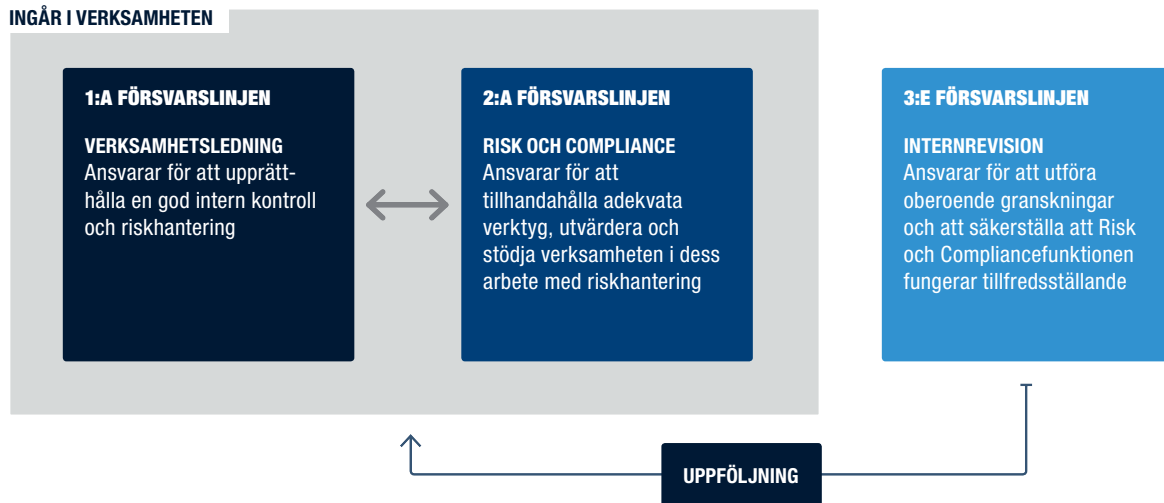 INGÅR I VERKSAMHETEN
1:A FÖRSVARSLINJEN
VERKSAMHETSLEDNING
Ansvarar för att upprätt-
hålla en god intern kontroll
och riskhantering
2:A FÖRSVARSLINJEN
RISK OCH COMPLIANCE
Ansvarar för att
tillhandahålla adekvata
verktyg, utvärdera och
stödja verksamheten i dess
arbete med riskhantering
3:E FÖRSVARSLINJEN
INTERNREVISION
Ansvarar för att utföra
oberoende granskningar
och att säkerställa att Risk
och Compliancefunktionen
fungerar tillfredsställande
UPPFÖLJNING